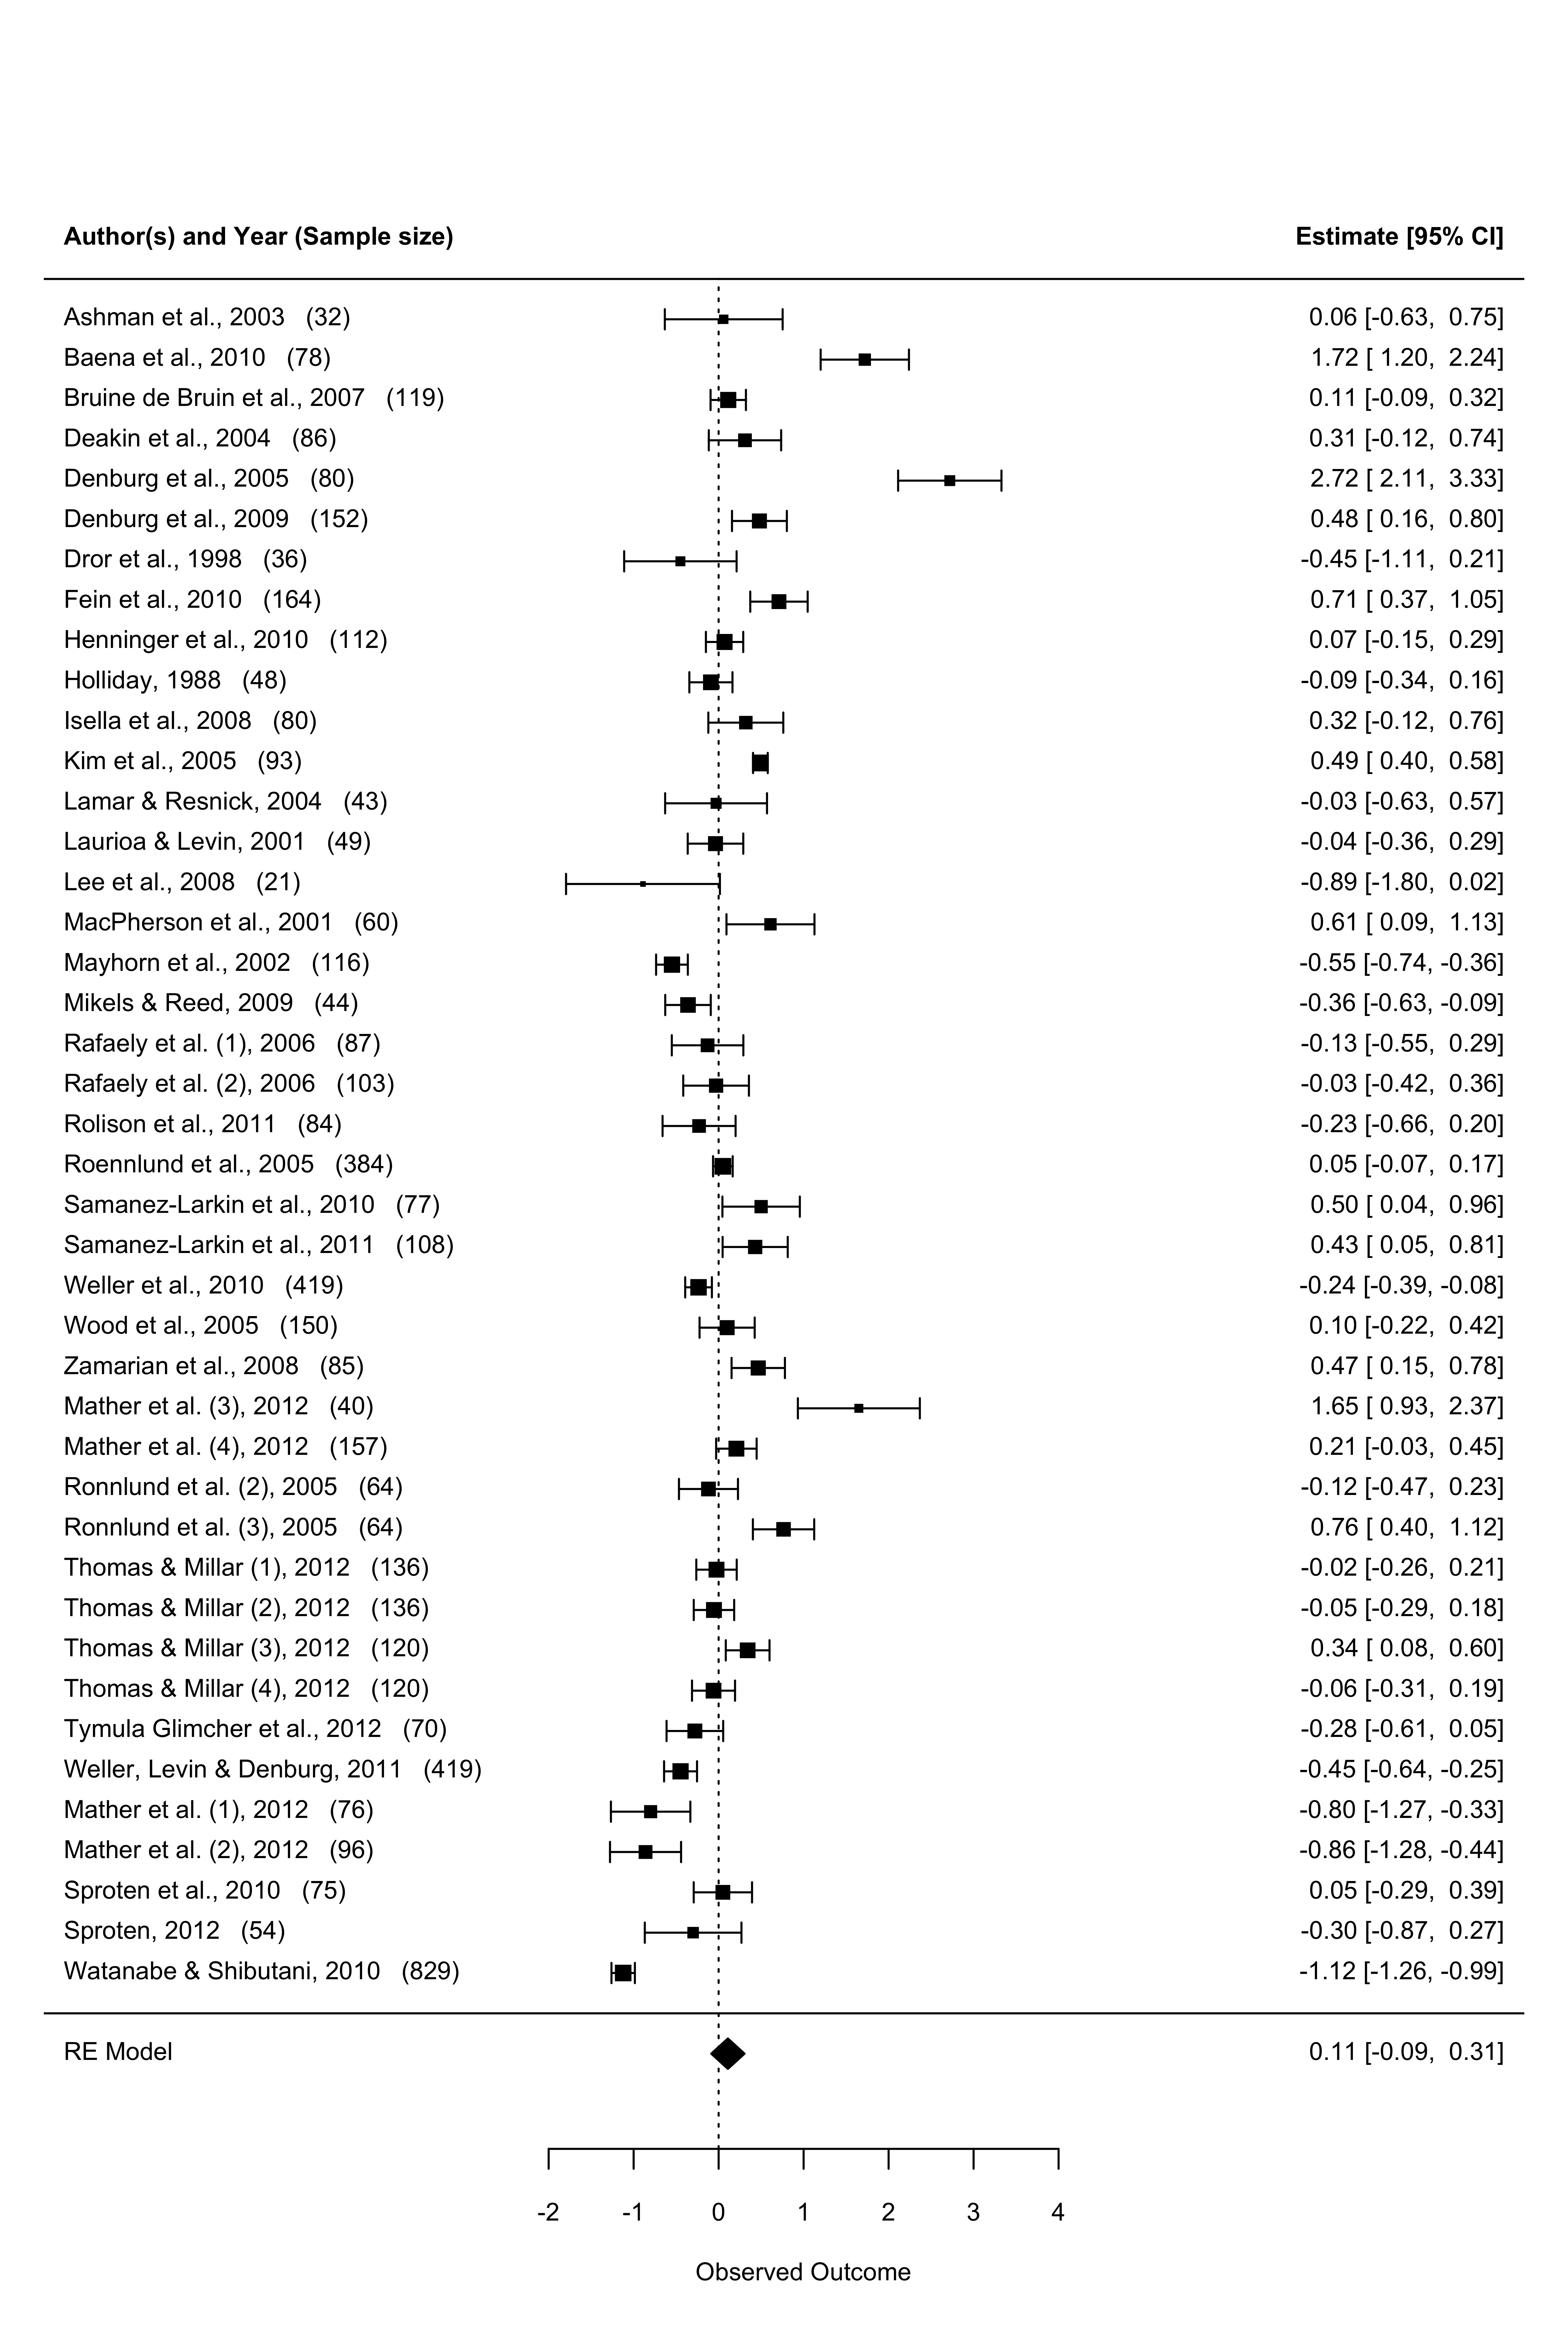 Author(s) and Year (Sample size) Estimate [95% CI]
Ashman et al., 2003 (32) 0.06 [-0.63, 0.75]
Baena et al., 2010 (78) 1.72 [ 1.20, 2.24]
Bruine de Bruin et al., 2007 (119) 0.11 [-0.09, 0.32]
Deakin et al., 2004 (86) 0.31 [-0.12, 0.74]
Denburg et al., 2005 (80) 2.72 [ 2.11, 3.33]
Denburg et al., 2009 (152) 0.48 [ 0.16, 0.80]
Dror et al., 1998 (36) -0.45 [-1.11, 0.21]
Fein et al., 2010 (164) 0.71 [ 0.37, 1.05]
Henninger et al., 2010 (112) 0.07 [-0.15, 0.29]
Holliday, 1988 (48) -0.09 [-0.34, 0.16]
Isella et al., 2008 (80) 0.32 [-0.12, 0.76]
Kim et al., 2005 (93) 0.49 [ 0.40, 0.58]
Lamar & Resnick, 2004 (43) -0.03 [-0.63, 0.57]
Laurioa & Levin, 2001 (49) -0.04 [-0.36, 0.29]
Lee et al., 2008 (21) -0.89 [-1.80, 0.02]
MacPherson et al., 2001 (60) 0.61 [ 0.09, 1.13]
Mayhorn et al., 2002 (116) -0.55 [-0.74, -0.36]
Mikels & Reed, 2009 (44) -0.36 [-0.63, -0.09]
Rafaely et al. (1), 2006 (87) -0.13 [-0.55, 0.29]
Rafaely et al. (2), 2006 (103) -0.03 [-0.42, 0.36]
Rolison et al., 2011 (84) -0.23 [-0.66, 0.20]
Roennlund et al., 2005 (384) 0.05 [-0.07, 0.17]
Samanez-Larkin et al., 2010 (77) 0.50 [ 0.04, 0.96]
Samanez-Larkin et al., 2011 (108) 0.43 [ 0.05, 0.81]
Weller et al., 2010 (419) -0.24 [-0.39, -0.08]
Wood et al., 2005 (150) 0.10 [-0.22, 0.42]
Zamarian et al., 2008 (85) 0.47 [ 0.15, 0.78]
Mather et al. (3), 2012 (40) 1.65 [ 0.93, 2.37]
Mather et al. (4), 2012 (157) 0.21 [-0.03, 0.45]
Ronnlund et al. (2), 2005 (64) -0.12 [-0.47, 0.23]
Ronnlund et al. (3), 2005 (64) 0.76 [ 0.40, 1.12]
Thomas & Millar (1), 2012 (136) -0.02 [-0.26, 0.21]
Thomas & Millar (2), 2012 (136) -0.05 [-0.29, 0.18]
Thomas & Millar (3), 2012 (120) 0.34 [ 0.08, 0.60]
Thomas & Millar (4), 2012 (120) -0.06 [-0.31, 0.19]
Tymula Glimcher et al., 2012 (70) -0.28 [-0.61, 0.05]
Weller, Levin & Denburg, 2011 (419) -0.45 [-0.64, -0.25]
Mather et al. (1), 2012 (76) -0.80 [-1.27, -0.33]
Mather et al. (2), 2012 (96) -0.86 [-1.28, -0.44]
Sproten et al., 2010 (75) 0.05 [-0.29, 0.39]
Sproten, 2012 (54) -0.30 [-0.87, 0.27]
Watanabe & Shibutani, 2010 (829) -1.12 [-1.26, -0.99]
RE Model 0.11 [-0.09, 0.31]
-2 -1 0 1 2 3 4
Observed Outcome